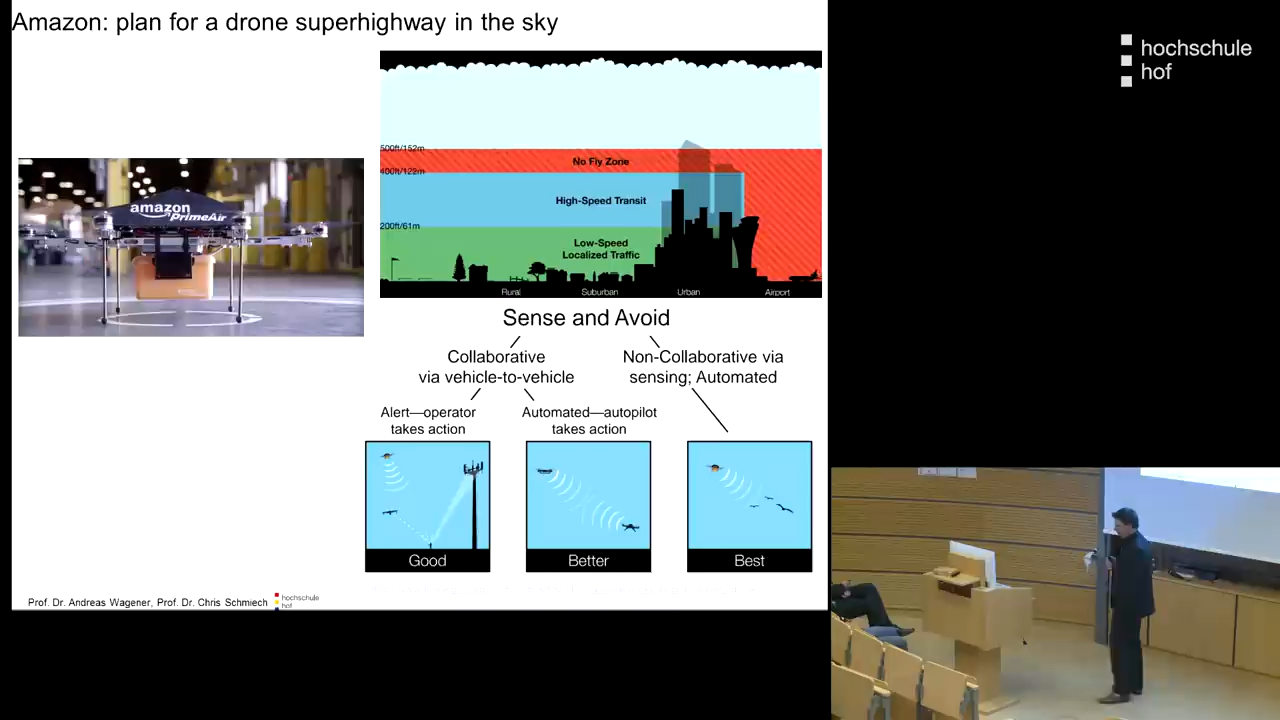 Amazon: plan for a drone superhighway in the sky
hochschule
hof
amazon
PrimeAir
500ft/152m
No Fly Zone
400ft/122m
High-Speed Transit
200ft/61m
Low-Speed
Localized Traffic
Rural
Suburban
Urban
Airport
Sense and Avoid
Collaborative
via vehicle-to-vehicle
Non-Collaborative via
sensing; Automated
Alert—operator
takes action
Automated—autopilot
takes action
Good
Better
Best
Prof. Dr. Andreas Wagener, Prof. Dr. Chris Schmiech
hochschule
hof